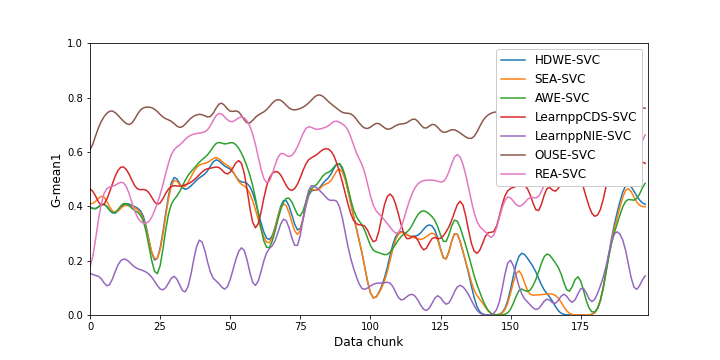 1.0
0.8
0.6
0.4
0.2
0.0
G-mean1
0
25
50
75
100
125
150
175
Data chunk
HDWE-SVC
SEA-SVC
AWE-SVC
LearnppCDS-SVC
LearnppNIE-SVC
OUSE-SVC
REA-SVC